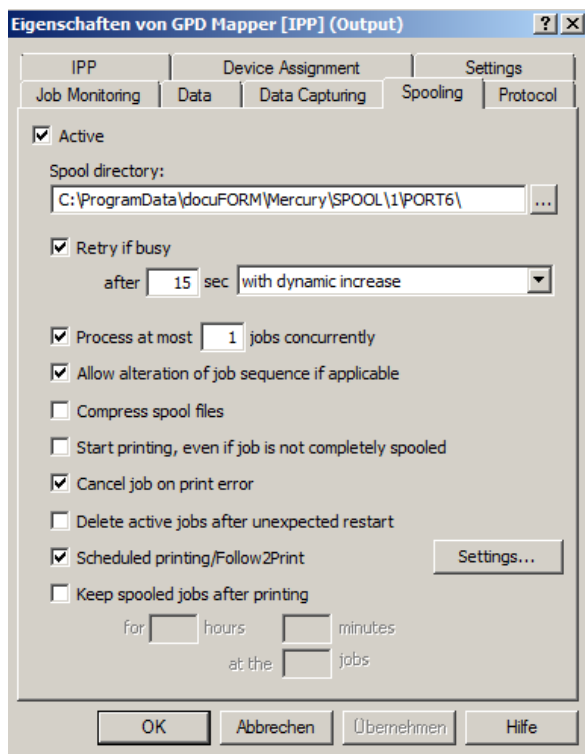 Eigenschaften von GPD Mapper [IPP] (Output)
IPP Device Assignment Settings
Job Monitoring Data Data Capturing Spooling Protocol
Active
Spool directory:
C:\ProgramData\docuFORM\Mercury\SPOOL\1\PORT6\ ...
Retry if busy
after 15 sec with dynamic increase
Process at most 1 jobs concurrently
Allow alteration of job sequence if applicable
Compress spool files
Start printing, even if job is not completely spooled
Cancel job on print error
Delete active jobs after unexpected restart
Scheduled printing/Follow2Print Settings...
Keep spooled jobs after printing
for hours minutes
at the jobs
OK Abbrechen Übernehmen Hilfe